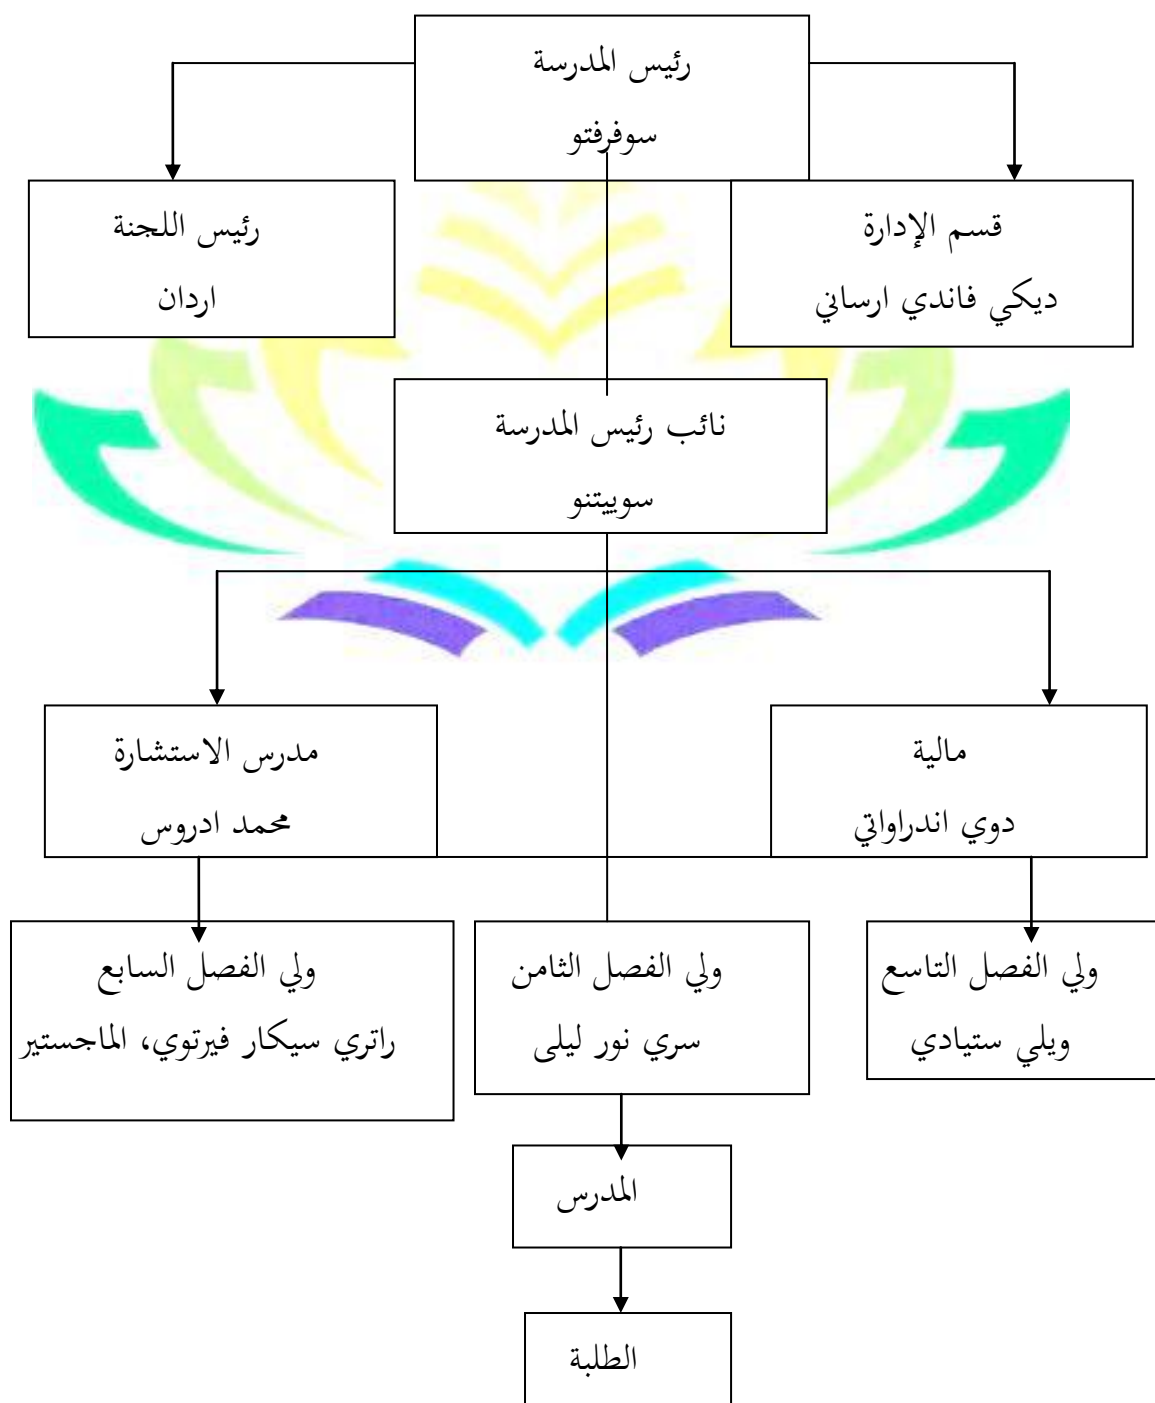 رئيس المدرسة
سوفرفتو
قسم الإدارة
ديكي فاندي ارساني
رئيس اللجنة
اردان
نائب رئيس المدرسة
سوييتنو
مالية
دوي اندراواتي
مدرس الاستشارة
محمد ادروس
ولي الفصل التاسع
ويلي ستيادي
ولي الفصل الثامن
سري نور ليلى
ولي الفصل السابع
راتري سيكار فيرتوي، الماجستير
المدرس
الطلبة